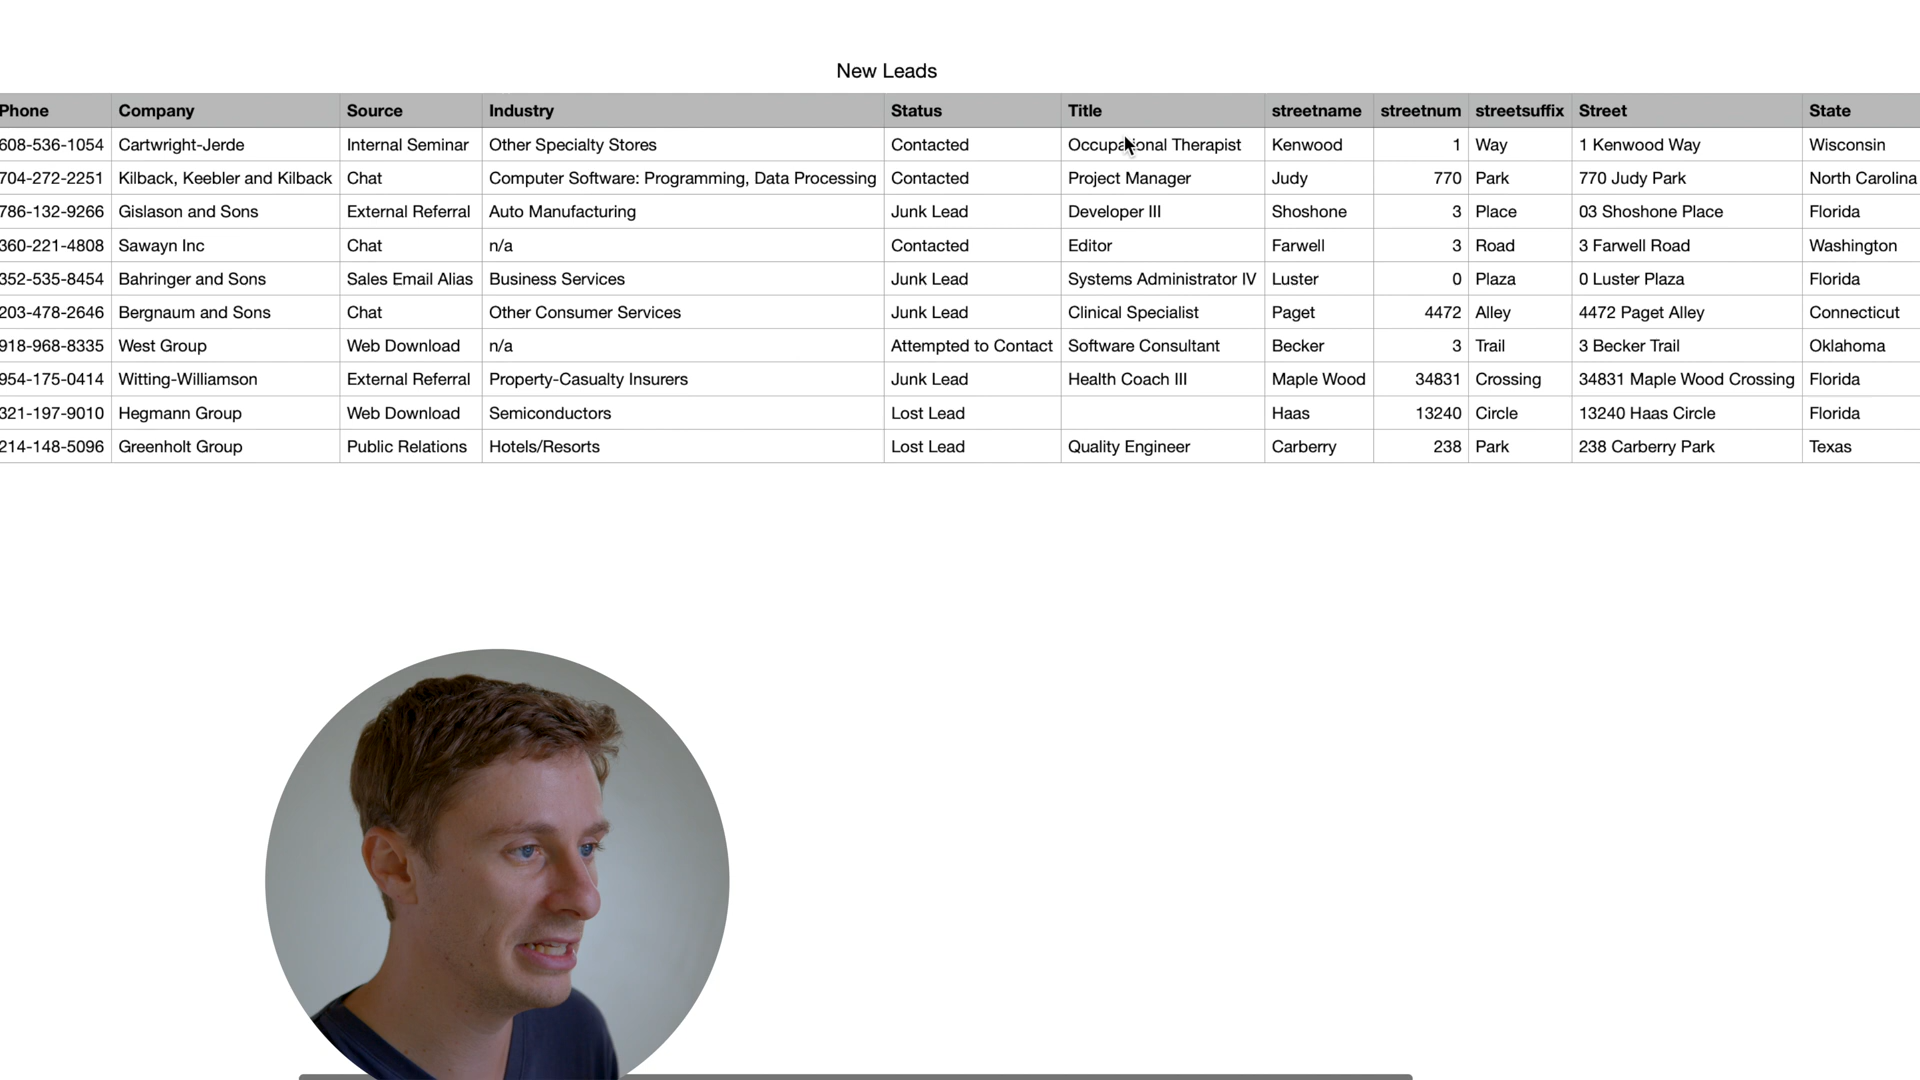 New Leads
Phone Company Source Industry Status Title streetname streetnum streetsuffix Street State
608-536-1054 Cartwright-Jerde Internal Seminar Other Specialty Stores Contacted Occupational Therapist Kenwood 1 Way 1 Kenwood Way Wisconsin
704-272-2251 Kilback, Keebler and Kilback Chat Computer Software: Programming, Data Processing Contacted Project Manager Judy 770 Park 770 Judy Park North Carolina
786-132-9266 Gislason and Sons External Referral Auto Manufacturing Junk Lead Developer III Shoshone 3 Place 03 Shoshone Place Florida
360-221-4808 Sawayn Inc Chat n/a Contacted Editor Farwell 3 Road 3 Farwell Road Washington
352-535-8454 Bahringer and Sons Sales Email Alias Business Services Junk Lead Systems Administrator IV Luster 0 Plaza 0 Luster Plaza Florida
203-478-2646 Bergnaum and Sons Chat Other Consumer Services Junk Lead Clinical Specialist Paget 4472 Alley 4472 Paget Alley Connecticut
918-968-8335 West Group Web Download n/a Attempted to Contact Software Consultant Becker 3 Trail 3 Becker Trail Oklahoma
954-175-0414 Witting-Williamson External Referral Property-Casualty Insurers Junk Lead Health Coach III Maple Wood 34831 Crossing 34831 Maple Wood Crossing Florida
321-197-9010 Hegmann Group Web Download Semiconductors Lost Lead Haas 13240 Circle 13240 Haas Circle Florida
214-148-5096 Greenholt Group Public Relations Hotels/Resorts Lost Lead Quality Engineer Carberry 238 Park 238 Carberry Park Texas